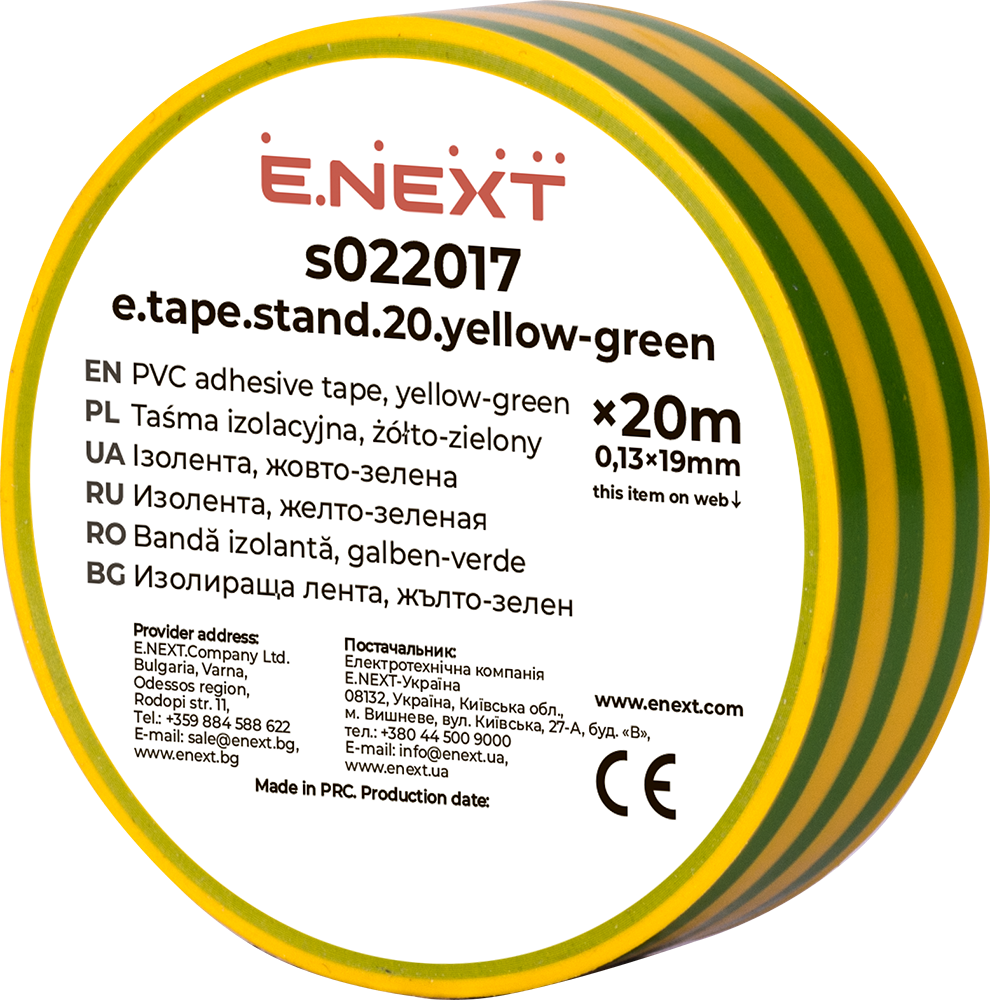 E.NEXT
s022017
e.tape.stand.20.yellow-green
EN PVC adhesive tape, yellow-green
PL Taśma izolacyjna, żółto-zielony
UA Ізолента, жовто-зелена
RU Изолента, желто-зеленая
RO Bandă izolantă, galben-verde
BG Изолираща лента, жълто-зелен
×20m
0,13×19mm
this item on web↓
Provider address:
E.NEXT.Company Ltd.
Bulgaria, Varna,
Odessos region,
Rodopi str. 11,
Tel.: +359 884 588 622
E-mail: sale@enext.bg,
www.enext.bg
Постачальник:
Електротехнічна компанія
E.NEXT-Україна
08132, Україна, Київська обл.,
м. Вишневе, вул. Київська, 27-А, буд. «В»,
тел.: +380 44 500 9000
E-mail: info@enext.ua,
www.enext.ua
www.enext.com
CE
Made in PRC. Production date: